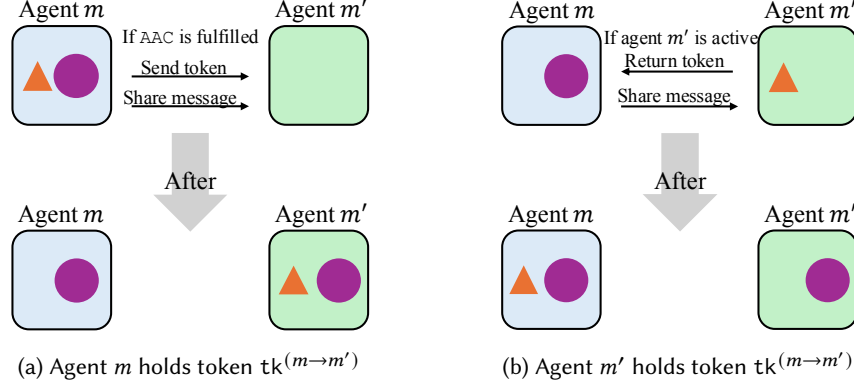 Agent m
Agent m′
If AAC is fulfilled
Send token
Share message
After
Agent m
Agent m′
(a) Agent m holds token tk^(m→m′)
Agent m
Agent m′
If agent m′ is active
Return token
Share message
After
Agent m
Agent m′
(b) Agent m′ holds token tk^(m→m′)